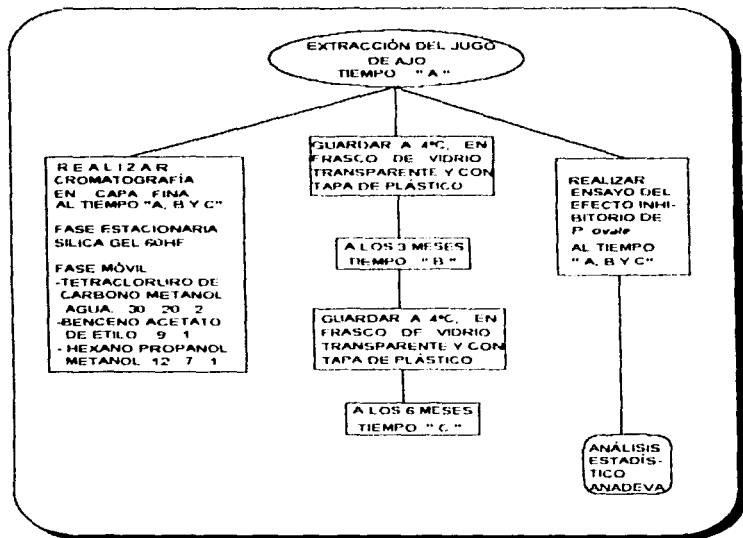 EXTRACCIÓN DEL JUGO
DE AJO
TIEMPO " A "
REALIZAR
CROMATOGRAFÍA
EN CAPA FINA
AL TIEMPO "A, B Y C"
FASE ESTACIONARIA
SILICA GEL 60HF
FASE MÓVIL
-TETRACLORURO DE
CARBONO METANOL
AGUA. 30 20 2
-BENCENO ACETATO
DE ETILO 9 1
- HEXANO PROPANOL
METANOL 12 7 1
GUARDAR A 4ºC, EN
FRASCO DE VIDRIO
TRANSPARENTE Y CON
TAPA DE PLÁSTICO
A LOS 3 MESES
TIEMPO " B "
GUARDAR A 4ºC, EN
FRASCO DE VIDRIO
TRANSPARENTE Y CON
TAPA DE PLÁSTICO
A LOS 6 MESES
TIEMPO " C "
REALIZAR
ENSAYO DEL
EFECTO INHI-
BITORIO DE
P. ovale
AL TIEMPO
" A, B Y C"
ANÁLISIS
ESTADÍS-
TICO
ANADEVA